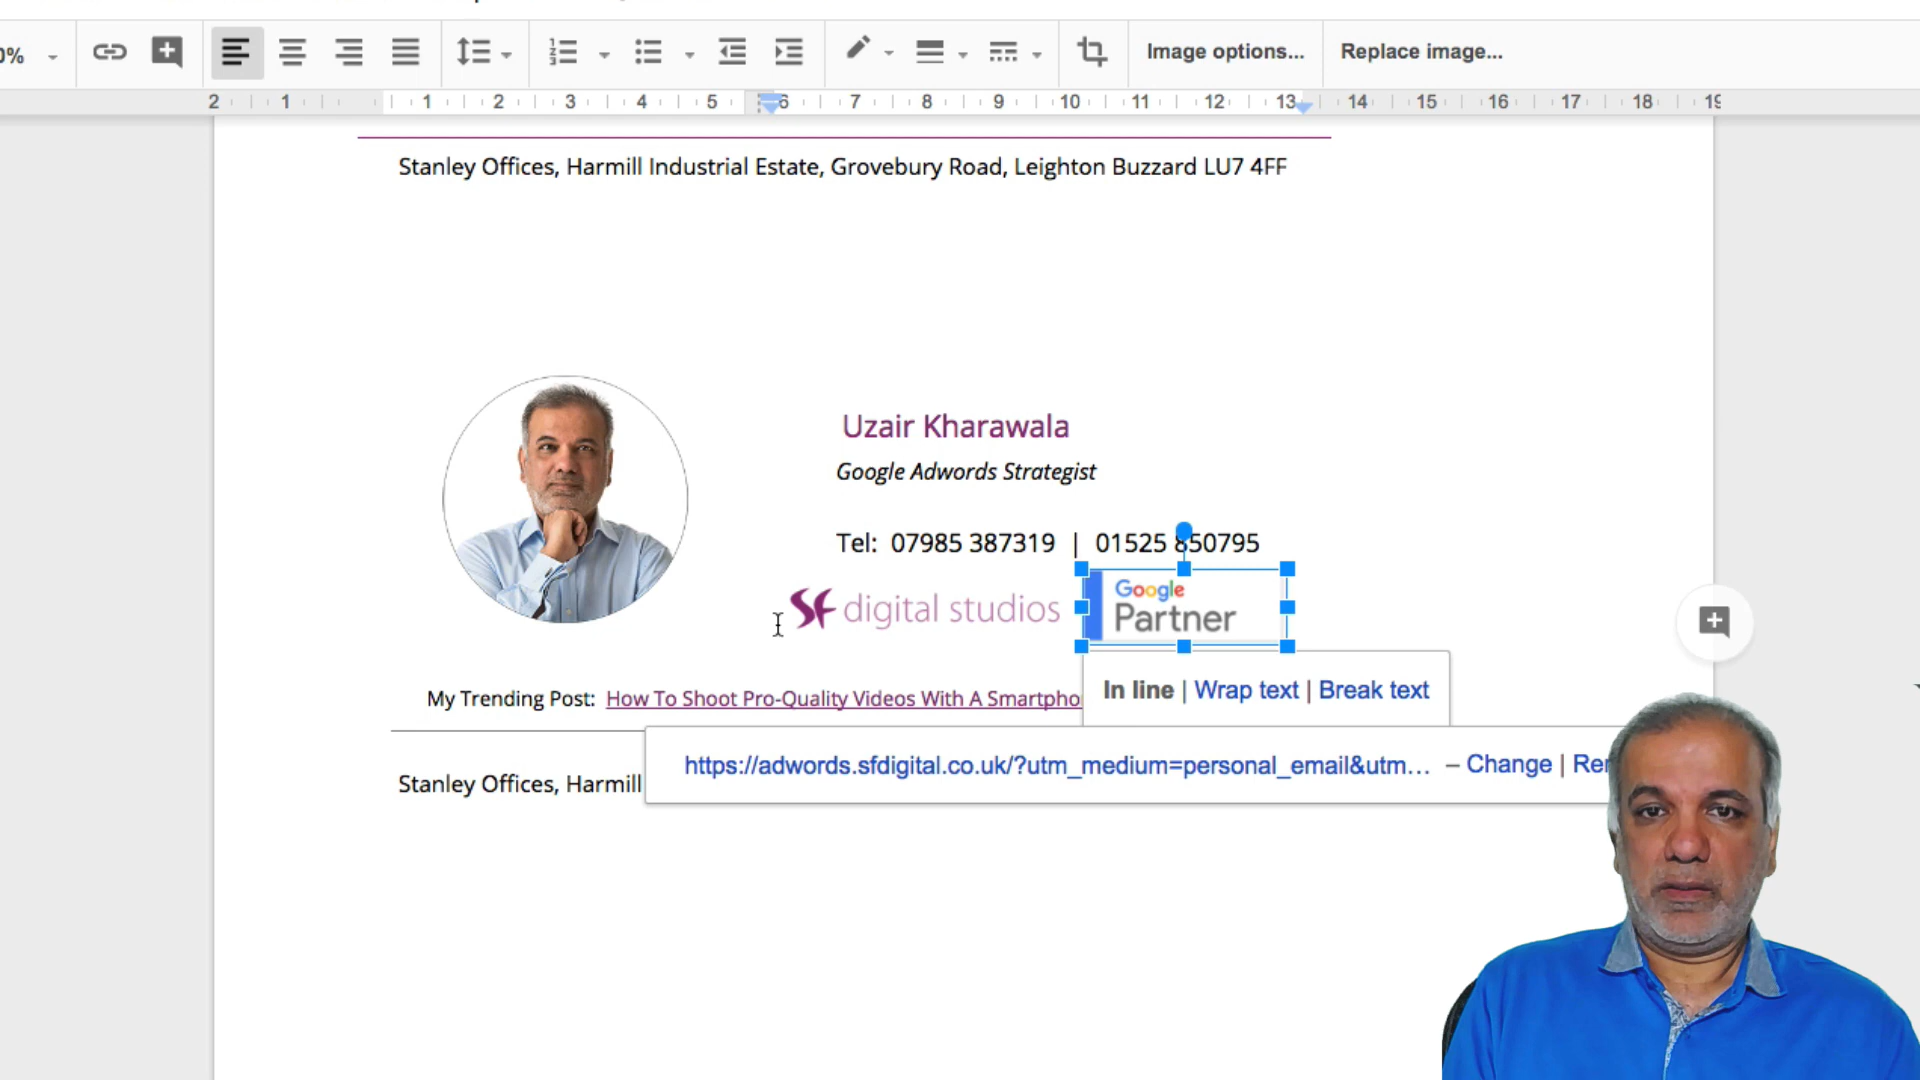 0%
Image options...
Replace image...
2 1 1 2 3 4 5 6 7 8 9 10 11 12 13 14 15 16 17 18 19
Stanley Offices, Harmill Industrial Estate, Grovebury Road, Leighton Buzzard LU7 4FF
Uzair Kharawala
Google Adwords Strategist
Tel: 07985 387319 | 01525 850795
SF digital studios
Google
Partner
My Trending Post: How To Shoot Pro-Quality Videos With A Smartpho
In line | Wrap text | Break text
https://adwords.sfdigital.co.uk/?utm_medium=personal_email&utm... – Change | Rer
Stanley Offices, Harmill